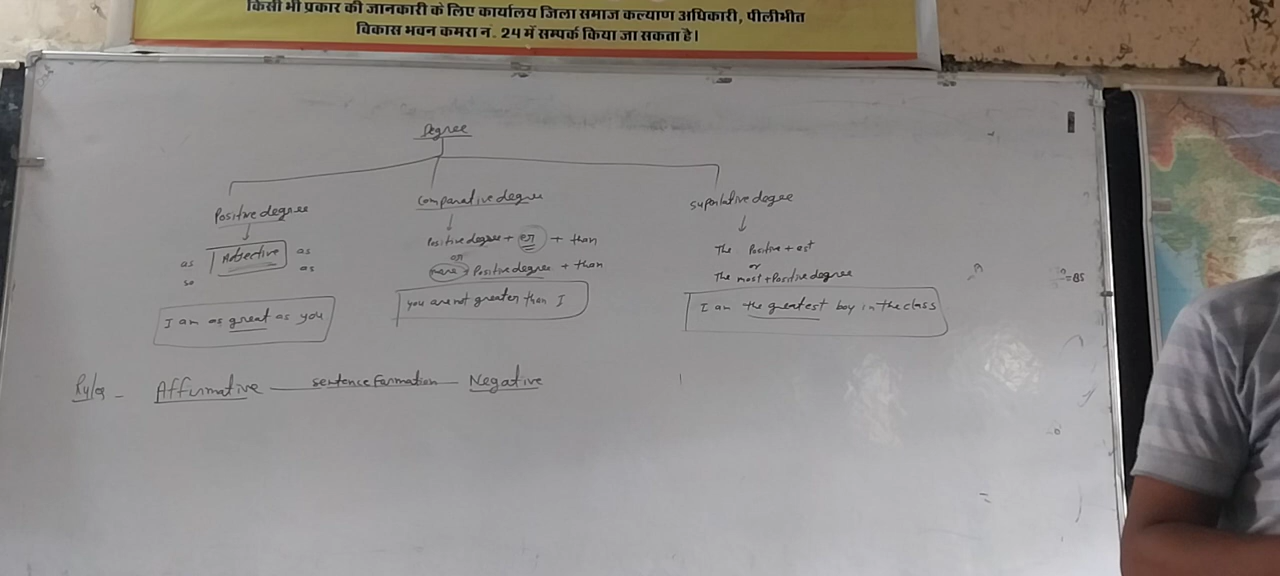 किसी भी प्रकार की जानकारी के लिए कार्यालय जिला समाज कल्याण अधिकारी, पीलीभीत
विकास भवन कमरा नं. 24 में सम्पर्क किया जा सकता है।
Degree
Positive degree
as Adjective as
so as
I am as great as you
Comparative degree
Positive degree + er + than
or
more + Positive degree + than
you are not greater than I
superlative degree
The Positive + est
or
The most + Positive degree
I am the greatest boy in the class
Rules - Affirmative sentence formation Negative